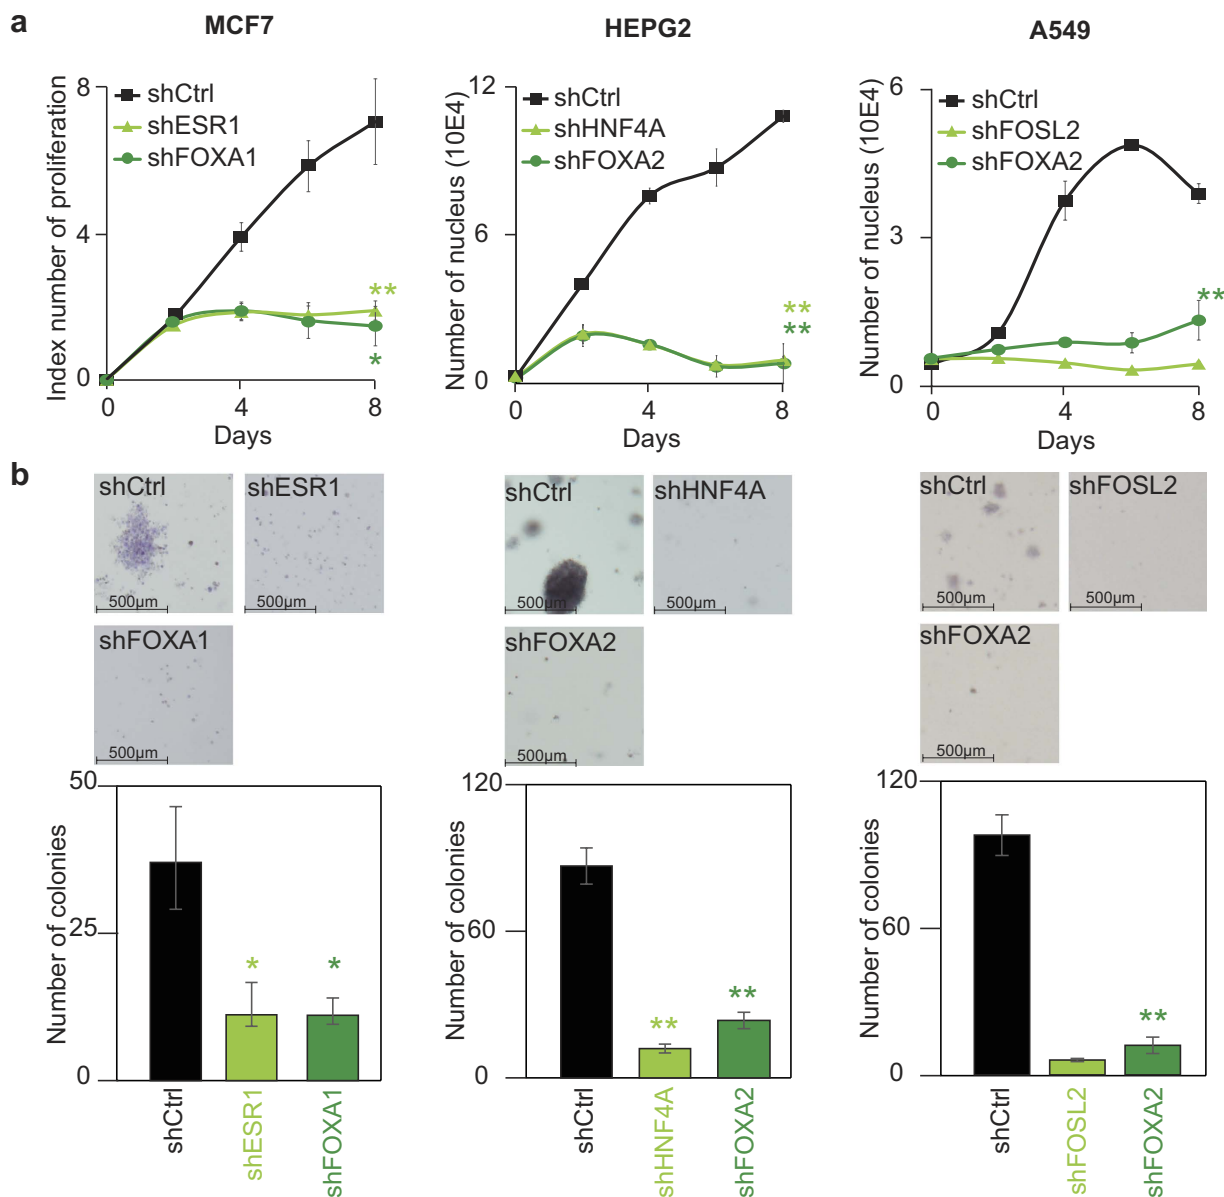 a
MCF7
HEPG2
A549
Index number of proliferation
8
4
0
shCtrl
shESR1
shFOXA1
**
*
0
4
8
Days
Number of nucleus (10E4)
12
6
0
shCtrl
shHNF4A
shFOXA2
**
**
0
4
8
Days
Number of nucleus (10E4)
6
3
0
shCtrl
shFOSL2
shFOXA2
**
0
4
8
Days
b
shCtrl
500μm
shESR1
500μm
shFOXA1
500μm
shCtrl
500μm
shHNF4A
500μm
shFOXA2
500μm
shCtrl
500μm
shFOSL2
500μm
shFOXA2
500μm
Number of colonies
50
25
0
*
*
shCtrl
shESR1
shFOXA1
Number of colonies
120
60
0
**
**
shCtrl
shHNF4A
shFOXA2
Number of colonies
120
60
0
**
shCtrl
shFOSL2
shFOXA2